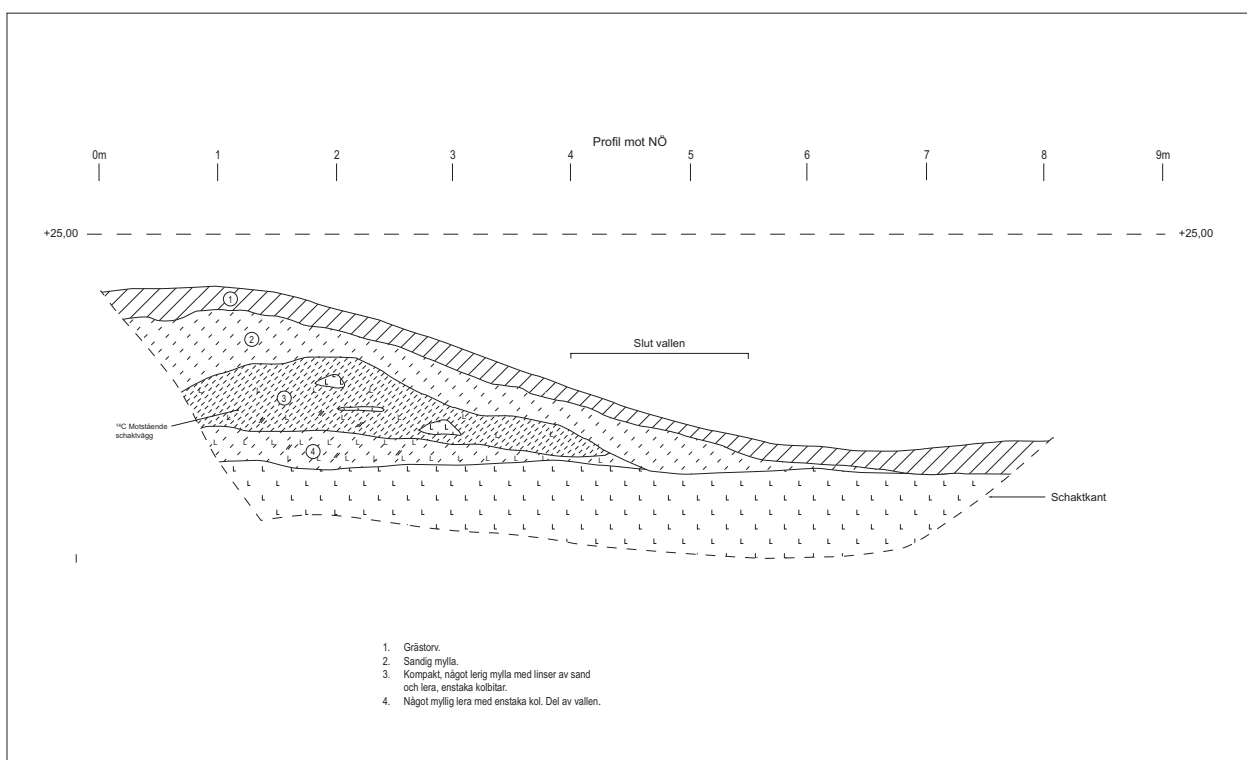 Profil mot NÖ
0m 1 2 3 4 5 6 7 8 9m
+25,00 +25,00
1
2
Slut vallen
3
¹⁴C Motstående
schaktvägg
4
Schaktkant
1. Grästorv.
2. Sandig mylla.
3. Kompakt, något lerig mylla med linser av sand
och lera, enstaka kolbitar.
4. Något myllig lera med enstaka kol. Del av vallen.